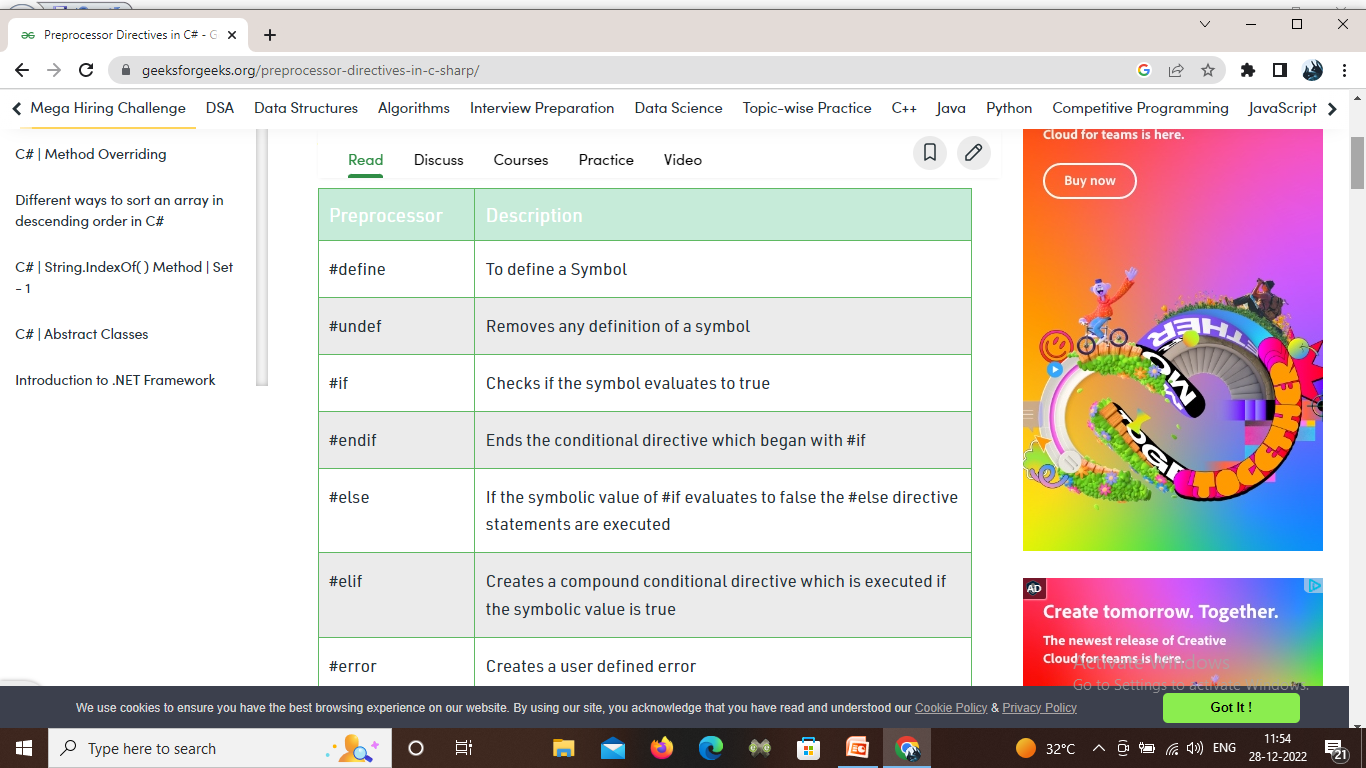 Preprocessor Directives in C# - G
geeksforgeeks.org/preprocessor-directives-in-c-sharp/
Mega Hiring Challenge DSA Data Structures Algorithms Interview Preparation Data Science Topic-wise Practice C++ Java Python Competitive Programming JavaScript
C# | Method Overriding
Different ways to sort an array in
descending order in C#
C# | String.IndexOf( ) Method | Set
- 1
C# | Abstract Classes
Introduction to .NET Framework
Read Discuss Courses Practice Video
Preprocessor Description
#define To define a Symbol
#undef Removes any definition of a symbol
#if Checks if the symbol evaluates to true
#endif Ends the conditional directive which began with #if
#else If the symbolic value of #if evaluates to false the #else directive
statements are executed
#elif Creates a compound conditional directive which is executed if
the symbolic value is true
#error Creates a user defined error
Cloud for teams is here.
Buy now
AD
Create tomorrow. Together.
The newest release of Creative
Cloud for teams is here.
Activate Windows
Go to Settings to activate Windows.
We use cookies to ensure you have the best browsing experience on our website. By using our site, you acknowledge that you have read and understood our Cookie Policy & Privacy Policy
Got It !
Type here to search
32°C
ENG
11:54
28-12-2022
21